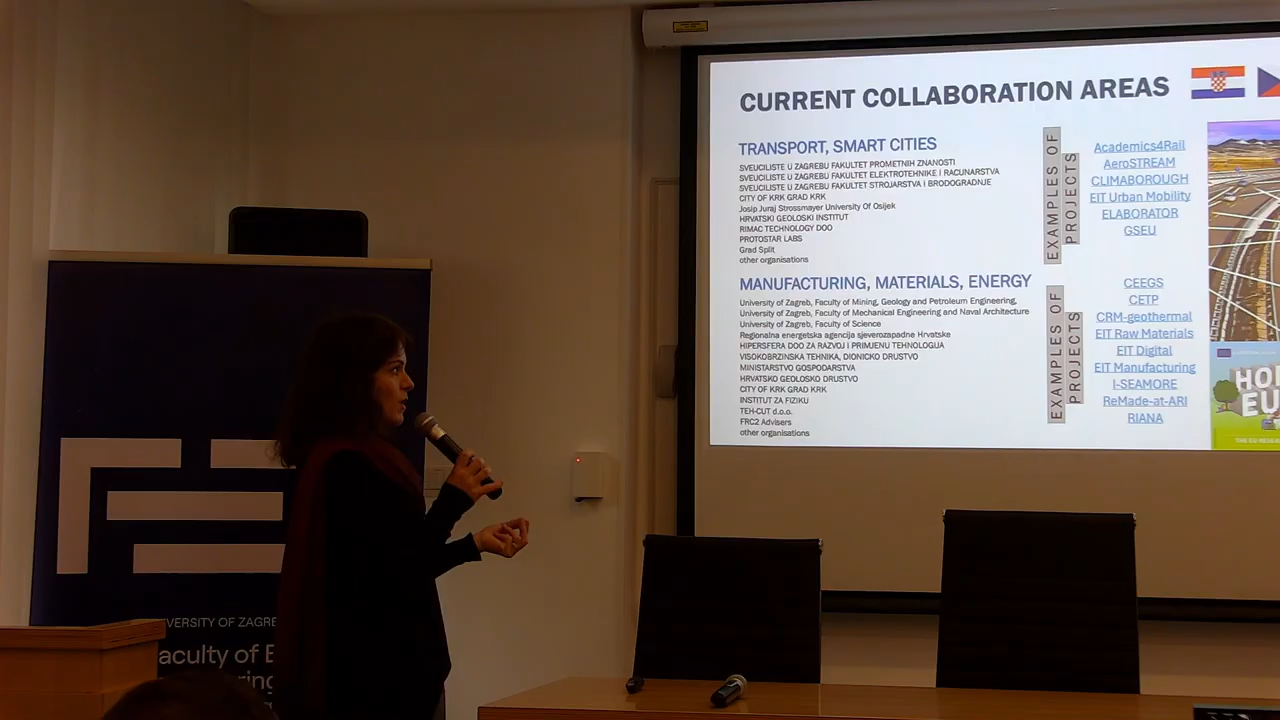 CURRENT COLLABORATION AREAS
TRANSPORT, SMART CITIES
SVEUCILISTE U ZAGREBU FAKULTET PROMETNIH ZNANOSTI
SVEUCILISTE U ZAGREBU FAKULTET ELEKTROTEHNIKE I RACUNARSTVA
SVEUCILISTE U ZAGREBU FAKULTET STROJARSTVA I BRODOGRADNJE
CITY OF KRK GRAD KRK
Josip Juraj Strossmayer University Of Osijek
HRVATSKI GEOLOSKI INSTITUT
RIMAC TECHNOLOGY DOO
PROTOSTAR LABS
Grad Split
other organisations
EXAMPLES OF
PROJECTS
Academics4Rail
AeroSTREAM
CLIMABOROUGH
EIT Urban Mobility
ELABORATOR
GSEU
MANUFACTURING, MATERIALS, ENERGY
University of Zagreb, Faculty of Mining, Geology and Petroleum Engineering,
University of Zagreb, Faculty of Mechanical Engineering and Naval Architecture
University of Zagreb, Faculty of Science
Regionalna energetska agencija sjeverozapadne Hrvatske
HIPERSFERA DOO ZA RAZVOJ I PRIMJENU TEHNOLOGIJA
VISOKOBRZINSKA TEHNIKA, DIONICKO DRUSTVO
MINISTARSTVO GOSPODARSTVA
HRVATSKO GEOLOSKO DRUSTVO
CITY OF KRK GRAD KRK
INSTITUT ZA FIZIKU
TEH-CUT d.o.o.
FRC2 Advisers
other organisations
EXAMPLES OF
PROJECTS
CEEGS
CETP
CRM-geothermal
EIT Raw Materials
EIT Digital
EIT Manufacturing
I-SEAMORE
ReMade-at-ARI
RIANA
HOR
EU
THE EU RESEA
VERSITY OF ZAGRE
aculty of E
ring